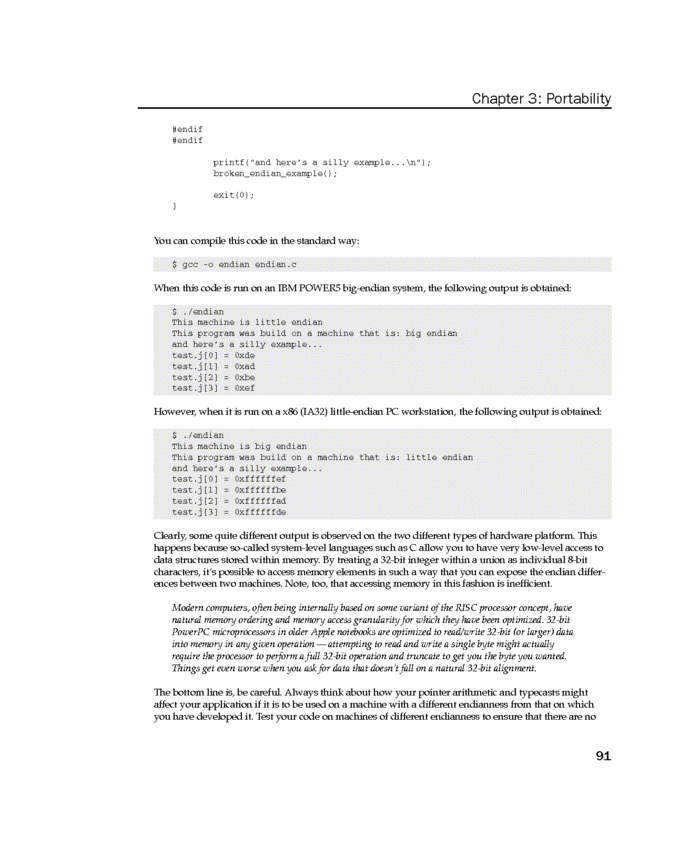 Chapter 3: Portability
#endif
#endif
printf("and here's a silly example...\n");
broken_endian_example();
exit(0);
}
You can compile this code in the standard way:
$ gcc -o endian endian.c
When this code is run on an IBM POWER5 big-endian system, the following output is obtained:
$ ./endian
This machine is little endian
This program was build on a machine that is: big endian
and here's a silly example...
test.j[0] = 0xde
test.j[1] = 0xad
test.j[2] = 0xbe
test.j[3] = 0xef
However, when it is run on a x86 (IA32) little-endian PC workstation, the following output is obtained:
$ ./endian
This machine is big endian
This program was build on a machine that is: little endian
and here's a silly example...
test.j[0] = 0xffffffef
test.j[1] = 0xffffffbe
test.j[2] = 0xffffffad
test.j[3] = 0xffffffde
Clearly, some quite different output is observed on the two different types of hardware platform. This
happens because so-called system-level languages such as C allow you to have very low-level access to
data structures stored within memory. By treating a 32-bit integer within a union as individual 8-bit
characters, it's possible to access memory elements in such a way that you can expose the endian differ-
ences between two machines. Note, too, that accessing memory in this fashion is inefficient.
Modern computers, often being internally based on some variant of the RISC processor concept, have
natural memory ordering and memory access granularity for which they have been optimized. 32-bit
PowerPC microprocessors in older Apple notebooks are optimized to read/write 32-bit (or larger) data
into memory in any given operation — attempting to read and write a single byte might actually
require the processor to perform a full 32-bit operation and truncate to get you the byte you wanted.
Things get even worse when you ask for data that doesn't fall on a natural 32-bit alignment.
The bottom line is, be careful. Always think about how your pointer arithmetic and typecasts might
affect your application if it is to be used on a machine with a different endianness from that on which
you have developed it. Test your code on machines of different endianness to ensure that there are no
91